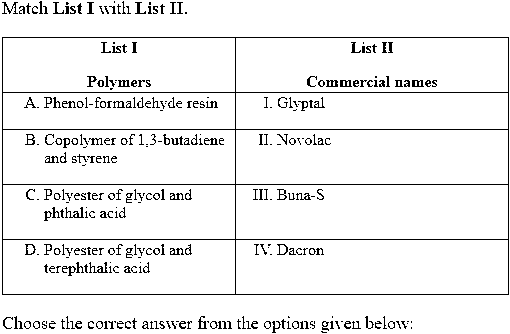 Match List I with List II.
List I List II
Polymers Commercial names
A. Phenol-formaldehyde resin I. Glyptal
B. Copolymer of 1,3-butadiene II. Novolac
and styrene
C. Polyester of glycol and III. Buna-S
phthalic acid
D. Polyester of glycol and IV. Dacron
terephthalic acid
Choose the correct answer from the options given below: